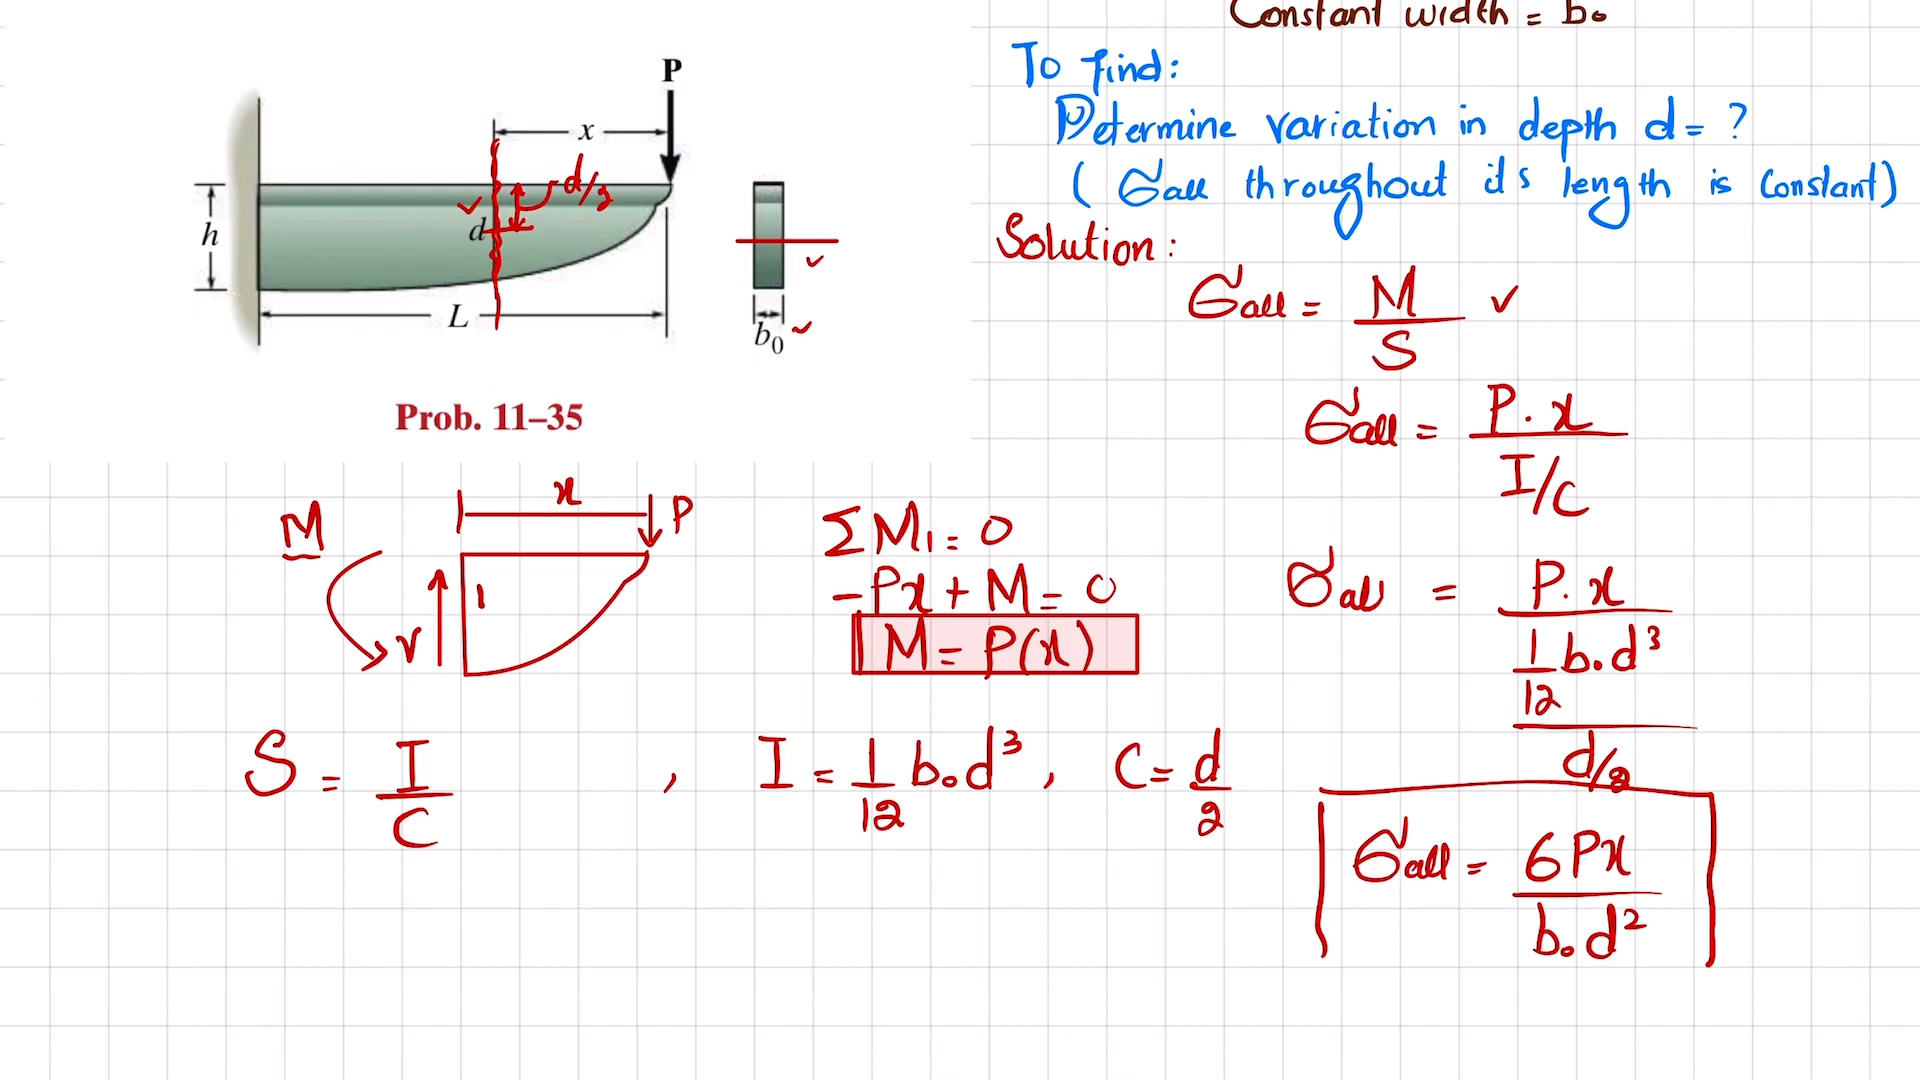 Constant width = b₀
To find:
Determine variation in depth d = ?
( σall throughout its length is constant)
Solution:
σall = M/S ✓
σall = P·x / I/C
σall = P·x / (1/12 b₀d³) / d/2
σall = 6Px / b₀d²
P
x
d/2
✓
d
h
L
✓
b₀ ✓
Prob. 11–35
M
x
P
1
V
ΣM₁ = 0
-Px + M = 0
M = P(x)
S = I/C , I = 1/12 b₀d³, C = d/2